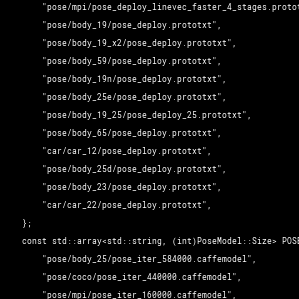 "pose/mpi/pose_deploy_linevec_faster_4_stages.protot
"pose/body_19/pose_deploy.prototxt",
"pose/body_19_x2/pose_deploy.prototxt",
"pose/body_59/pose_deploy.prototxt",
"pose/body_19n/pose_deploy.prototxt",
"pose/body_25e/pose_deploy.prototxt",
"pose/body_19_25/pose_deploy_25.prototxt",
"pose/body_65/pose_deploy.prototxt",
"car/car_12/pose_deploy.prototxt",
"pose/body_25d/pose_deploy.prototxt",
"pose/body_23/pose_deploy.prototxt",
"car/car_22/pose_deploy.prototxt",
};
const std::array<std::string, (int)PoseModel::Size> POSE
"pose/body_25/pose_iter_584000.caffemodel",
"pose/coco/pose_iter_440000.caffemodel",
"pose/mpi/pose_iter_160000.caffemodel",